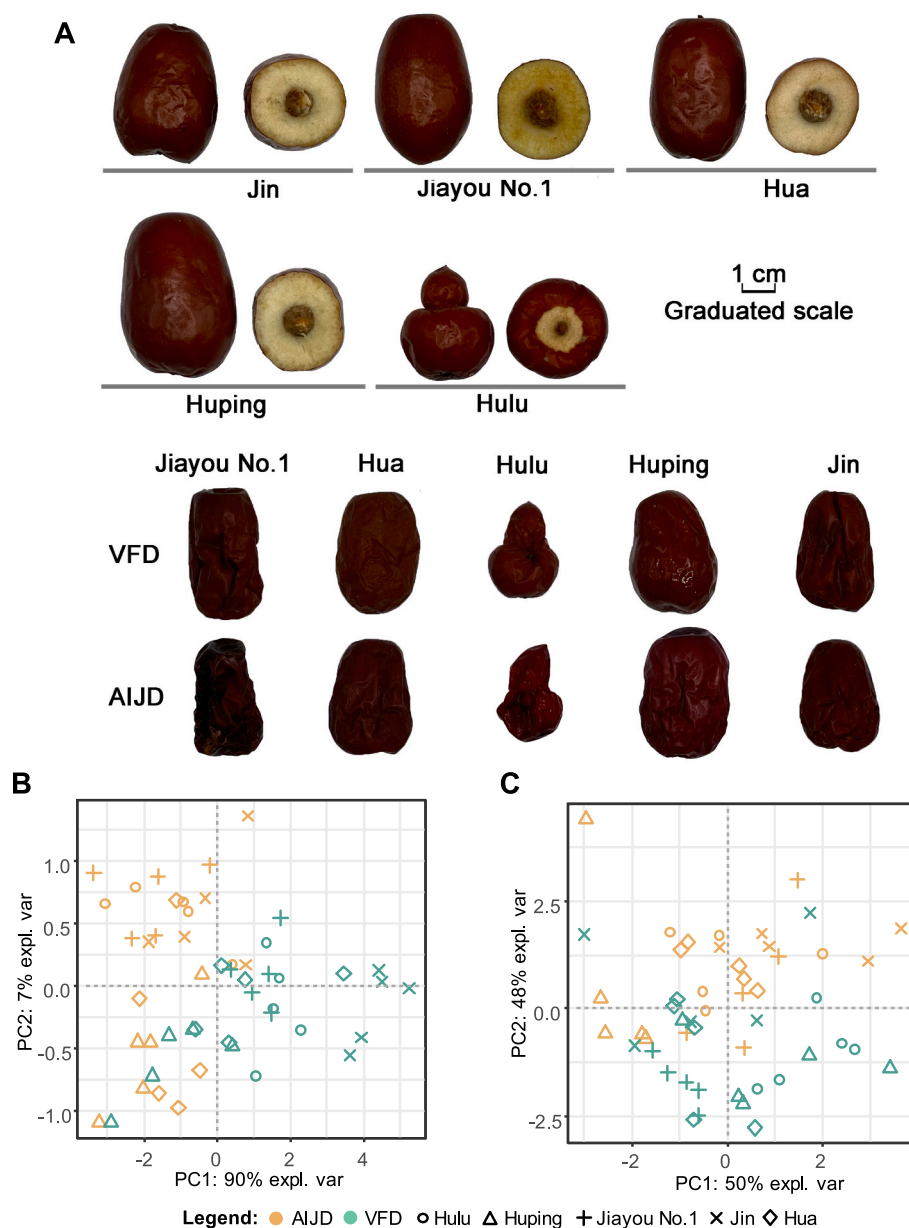 A
Jin
Jiayou No.1
Hua
1 cm
Graduated scale
Huping
Hulu
Jiayou No.1 Hua Hulu Huping Jin
VFD
AIJD
B
C
PC2: 7% expl. var
1.0
0.5
0.0
-0.5
-1.0
-2 0 2 4
PC1: 90% expl. var
PC2: 48% expl. var
2.5
0.0
-2.5
-2 0 2
PC1: 50% expl. var
Legend: AIJD VFD Hulu Huping Jiayou No.1 Jin Hua